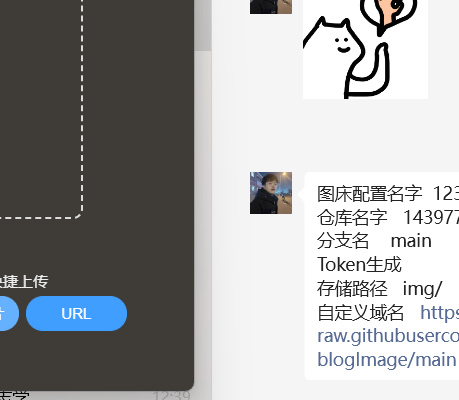 捷上传
URL
志学
12:39
图床配置名字 123
仓库名字 143977
分支名 main
Token生成
存储路径 img/
自定义域名 https
raw.githubuserco
blogImage/main